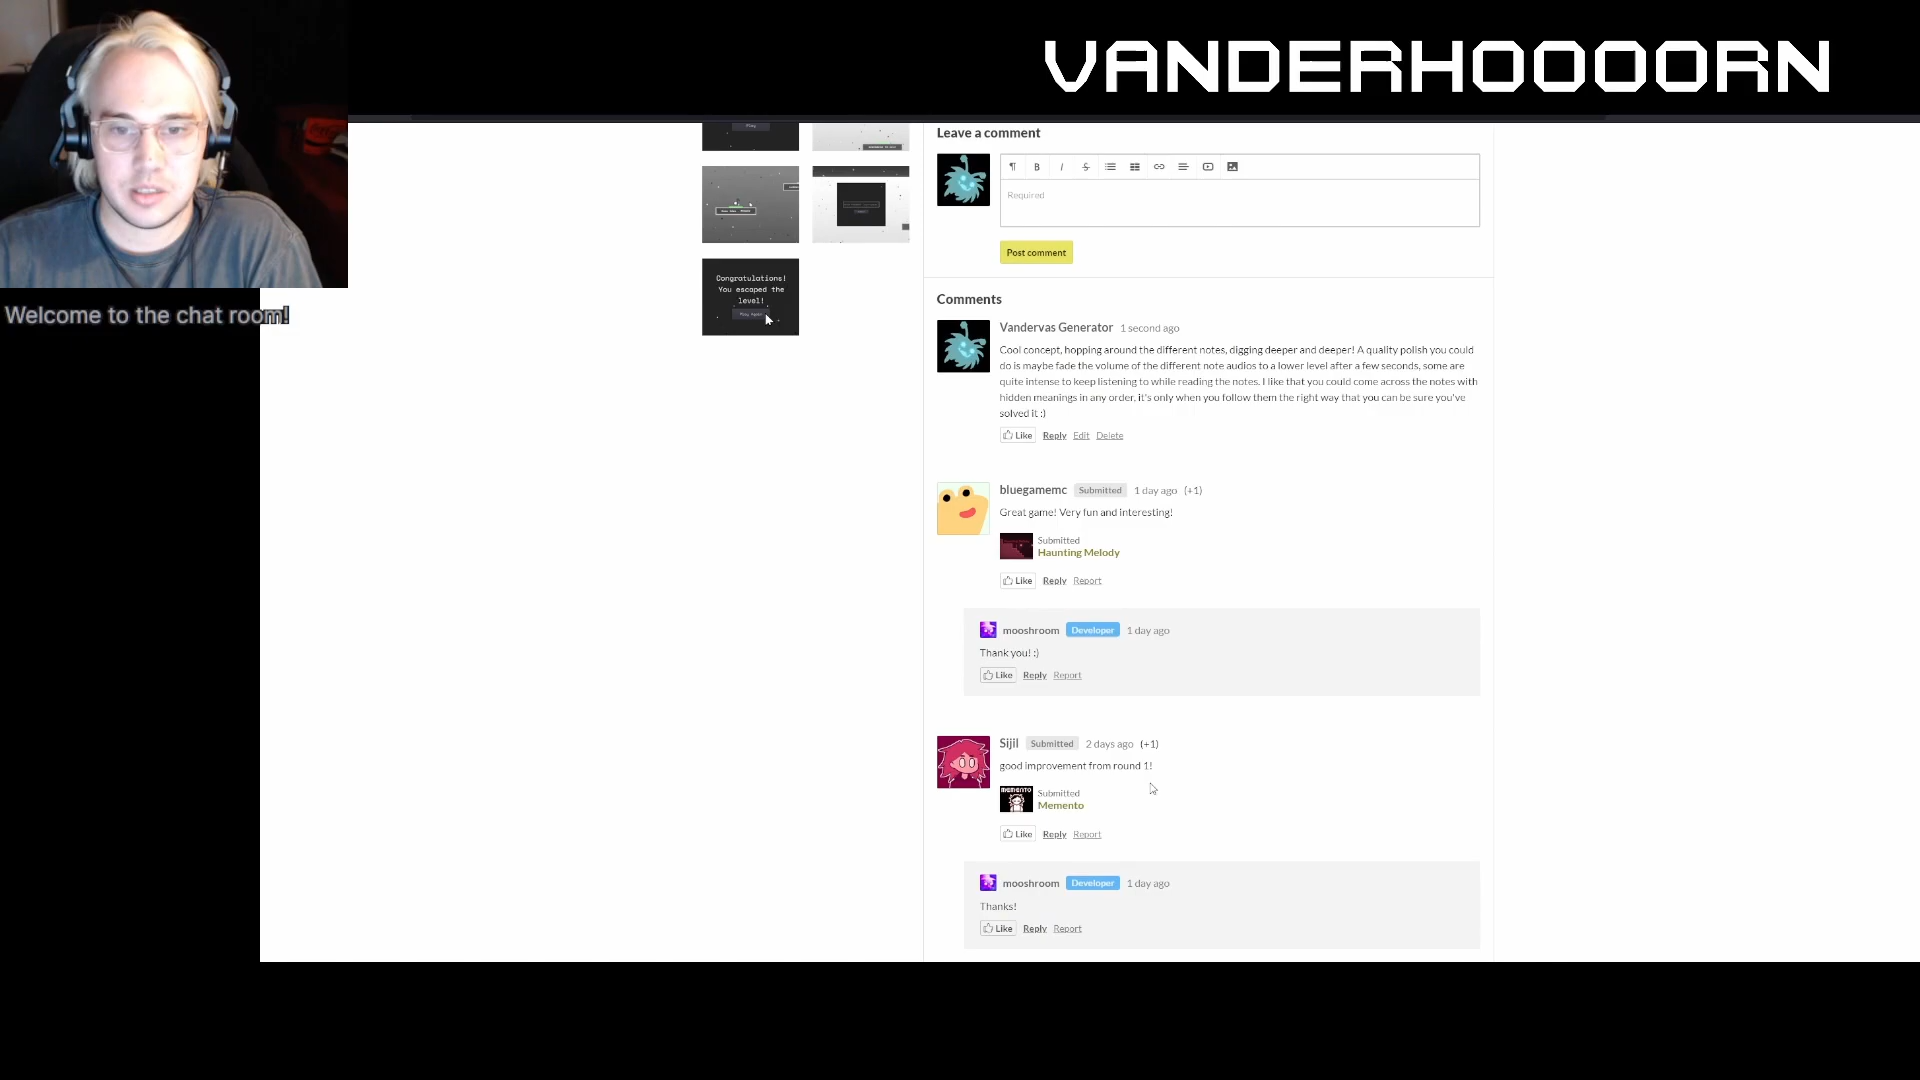 VANDERHOOOORN
Welcome to the chat room!
Play
Congratulations!
You escaped the
level!
Play Again
Leave a comment
Required
Post comment
Comments
Vandervas Generator 1 second ago
Cool concept, hopping around the different notes, digging deeper and deeper! A quality polish you could
do is maybe fade the volume of the different note audios to a lower level after a few seconds, some are
quite intense to keep listening to while reading the notes. I like that you could come across the notes with
hidden meanings in any order, it's only when you follow them the right way that you can be sure you've
solved it :)
Like Reply Edit Delete
bluegamemc Submitted 1 day ago (+1)
Great game! Very fun and interesting!
Submitted
Haunting Melody
Like Reply Report
mooshroom Developer 1 day ago
Thank you! :)
Like Reply Report
Sijil Submitted 2 days ago (+1)
good improvement from round 1!
MEMENTO
Submitted
Memento
Like Reply Report
mooshroom Developer 1 day ago
Thanks!
Like Reply Report